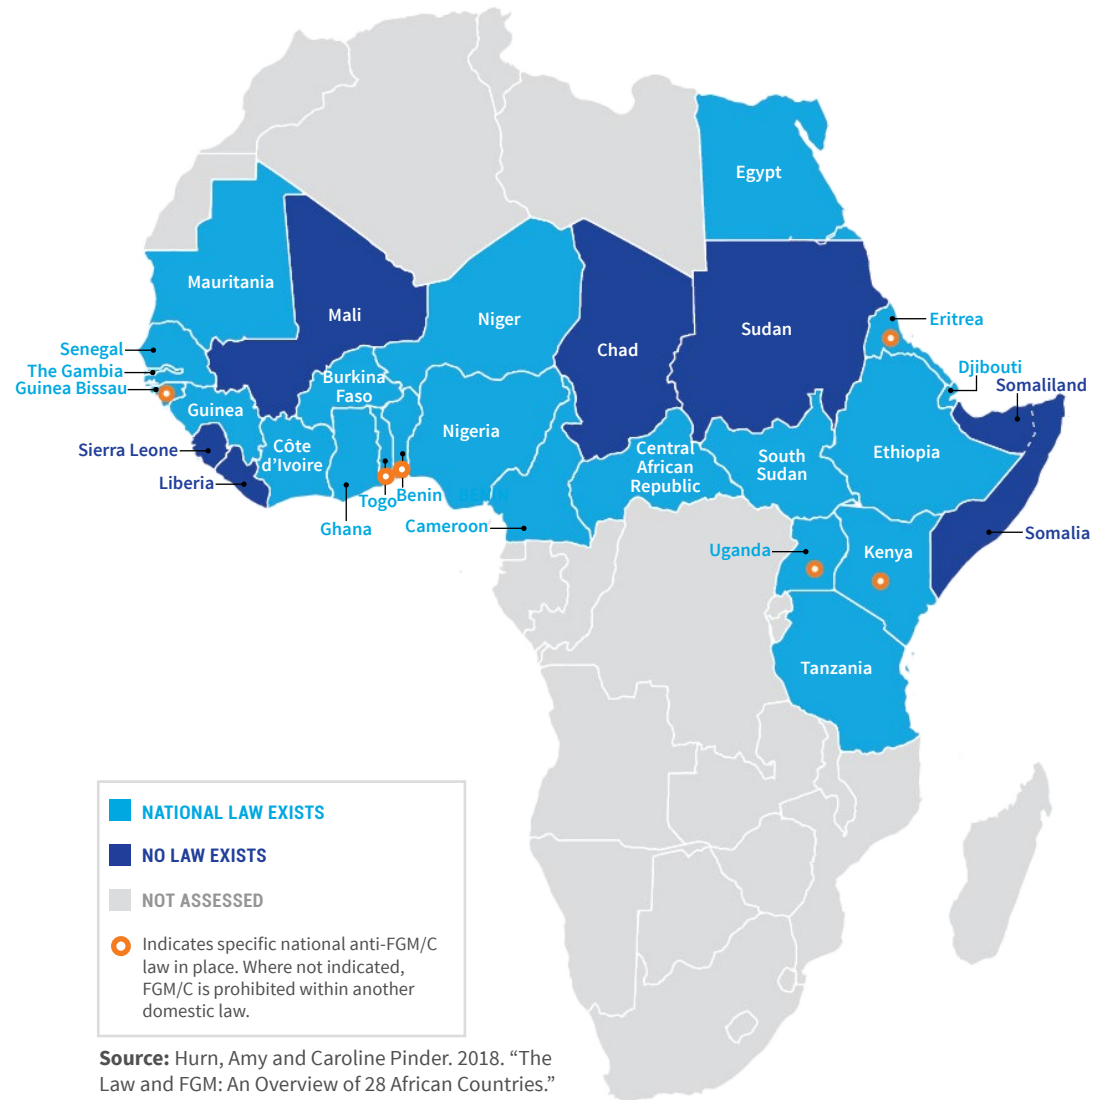 Egypt
Mauritania
Mali
Niger
Chad
Sudan
Eritrea
Senegal
The Gambia
Guinea Bissau
Djibouti
Somaliland
Burkina
Faso
Guinea
Nigeria
Côte
d’Ivoire
Central
African
Republic
South
Sudan
Ethiopia
Sierra Leone
Liberia
Togo
Benin
BENIN
Ghana
Cameroon
Uganda
Kenya
Somalia
Tanzania
NATIONAL LAW EXISTS
NO LAW EXISTS
NOT ASSESSED
Indicates specific national anti-FGM/C
law in place. Where not indicated,
FGM/C is prohibited within another
domestic law.
Source: Hurn, Amy and Caroline Pinder. 2018. “The
Law and FGM: An Overview of 28 African Countries.”